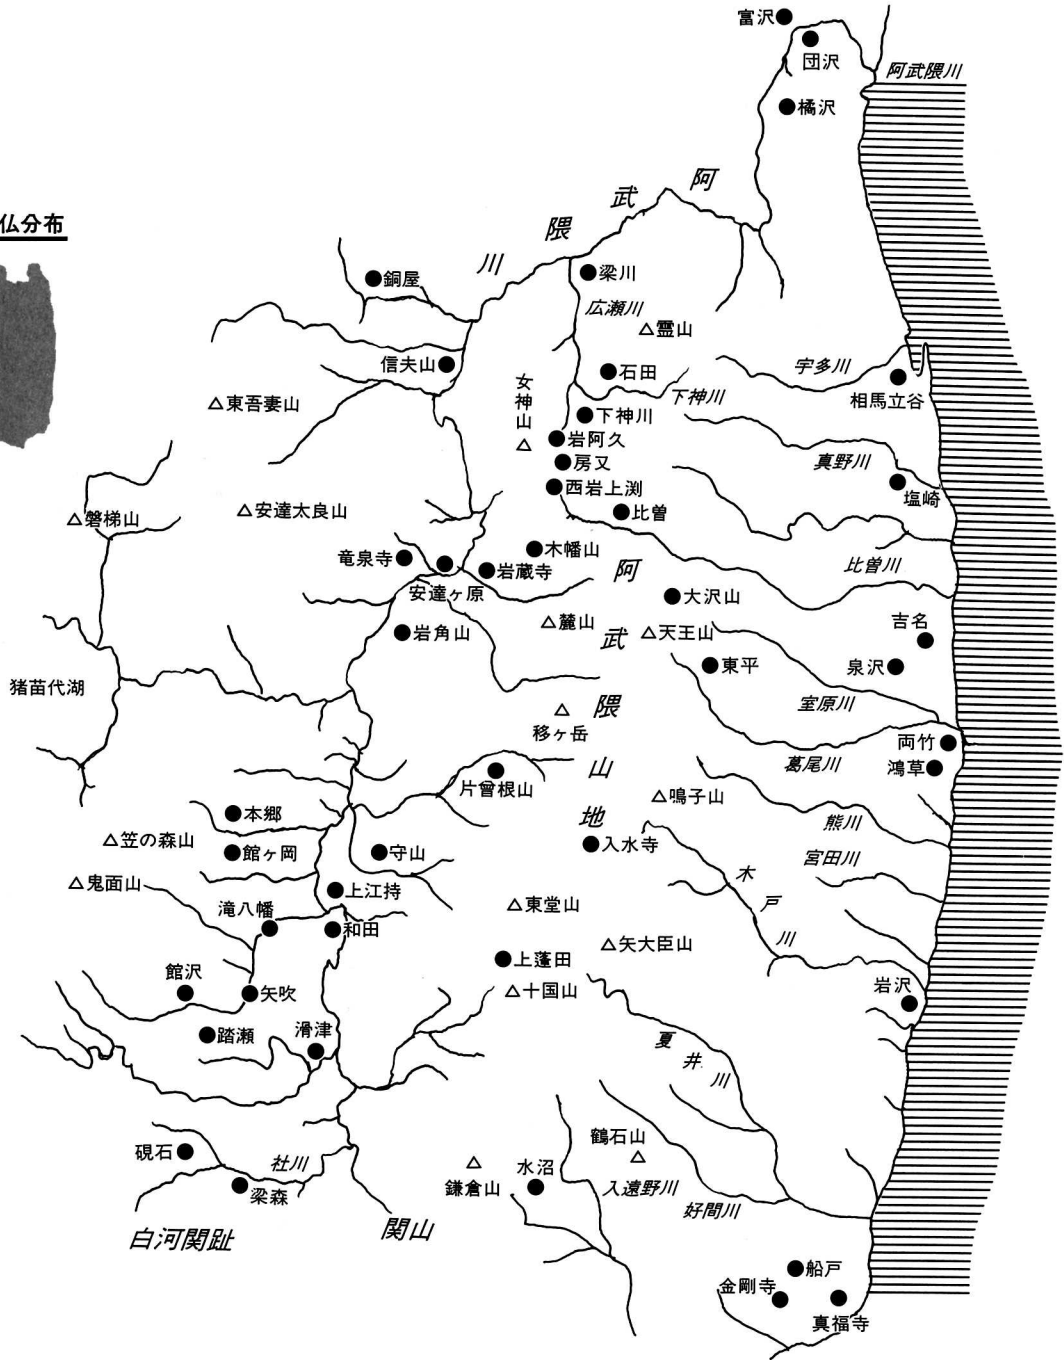 富沢
団沢
阿武隈川
橘沢
阿武隈川
仏分布
銅屋
梁川
広瀬川
△霊山
信夫山
石田
宇多川
女神山
△
下神川
相馬立谷
△東吾妻山
下神川
岩阿久
房又
真野川
西岩上渕
塩崎
△磐梯山
△安達太良山
比曽
竜泉寺
木幡山
岩蔵寺
比曽川
安達ヶ原
阿武隈山地
大沢山
吉名
岩角山
△麓山
△天王山
東平
泉沢
猪苗代湖
室原川
△
移ヶ岳
両竹
葛尾川
鴻草
片曾根山
△鳴子山
本郷
熊川
△笠の森山
館ヶ岡
守山
入水寺
宮田川
△鬼面山
上江持
木戸川
滝八幡
和田
△東堂山
△矢大臣山
上蓬田
館沢
矢吹
△十国山
岩沢
踏瀬
滑津
夏井川
硯石
社川
鶴石山
△
△
鎌倉山
水沼
入遠野川
梁森
好間川
白河関趾
関山
船戸
金剛寺
真福寺